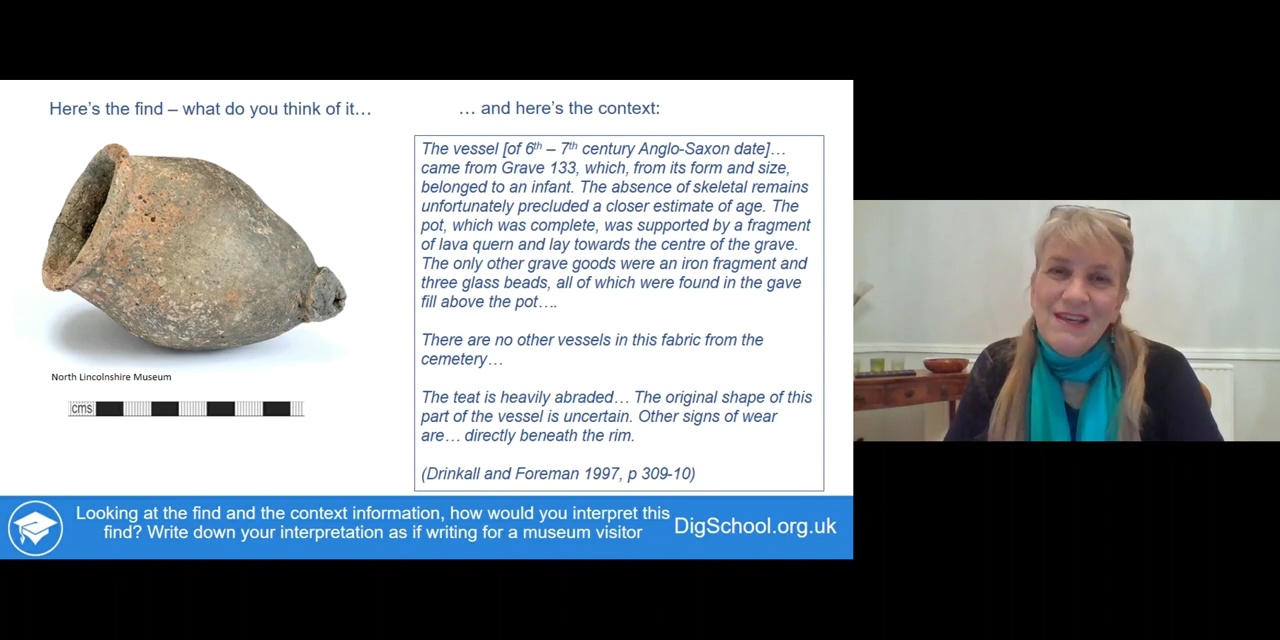 Here's the find – what do you think of it…
… and here's the context:
The vessel [of 6th – 7th century Anglo-Saxon date]…
came from Grave 133, which, from its form and size,
belonged to an infant. The absence of skeletal remains
unfortunately precluded a closer estimate of age. The
pot, which was complete, was supported by a fragment
of lava quern and lay towards the centre of the grave.
The only other grave goods were an iron fragment and
three glass beads, all of which were found in the gave
fill above the pot….
There are no other vessels in this fabric from the
cemetery…
The teat is heavily abraded… The original shape of this
part of the vessel is uncertain. Other signs of wear
are… directly beneath the rim.
(Drinkall and Foreman 1997, p 309-10)
North Lincolnshire Museum
cms
Looking at the find and the context information, how would you interpret this
find? Write down your interpretation as if writing for a museum visitor
DigSchool.org.uk